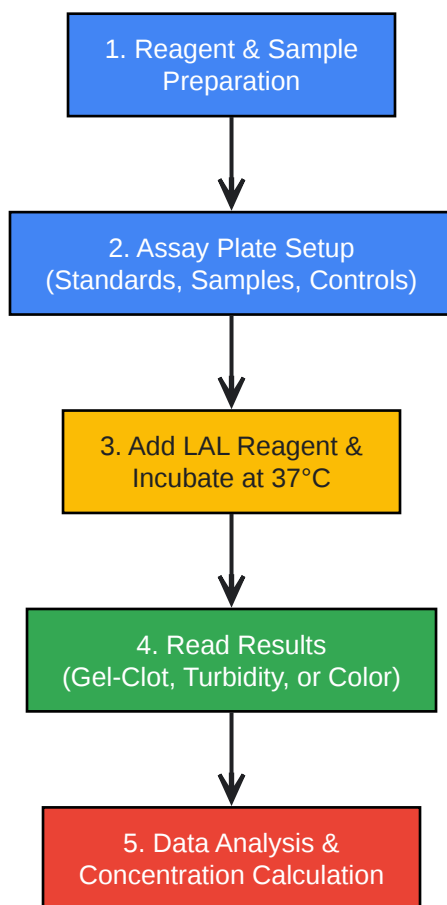 1. Reagent & Sample
Preparation
2. Assay Plate Setup
(Standards, Samples, Controls)
3. Add LAL Reagent &
Incubate at 37°C
4. Read Results
(Gel-Clot, Turbidity, or Color)
5. Data Analysis &
Concentration Calculation